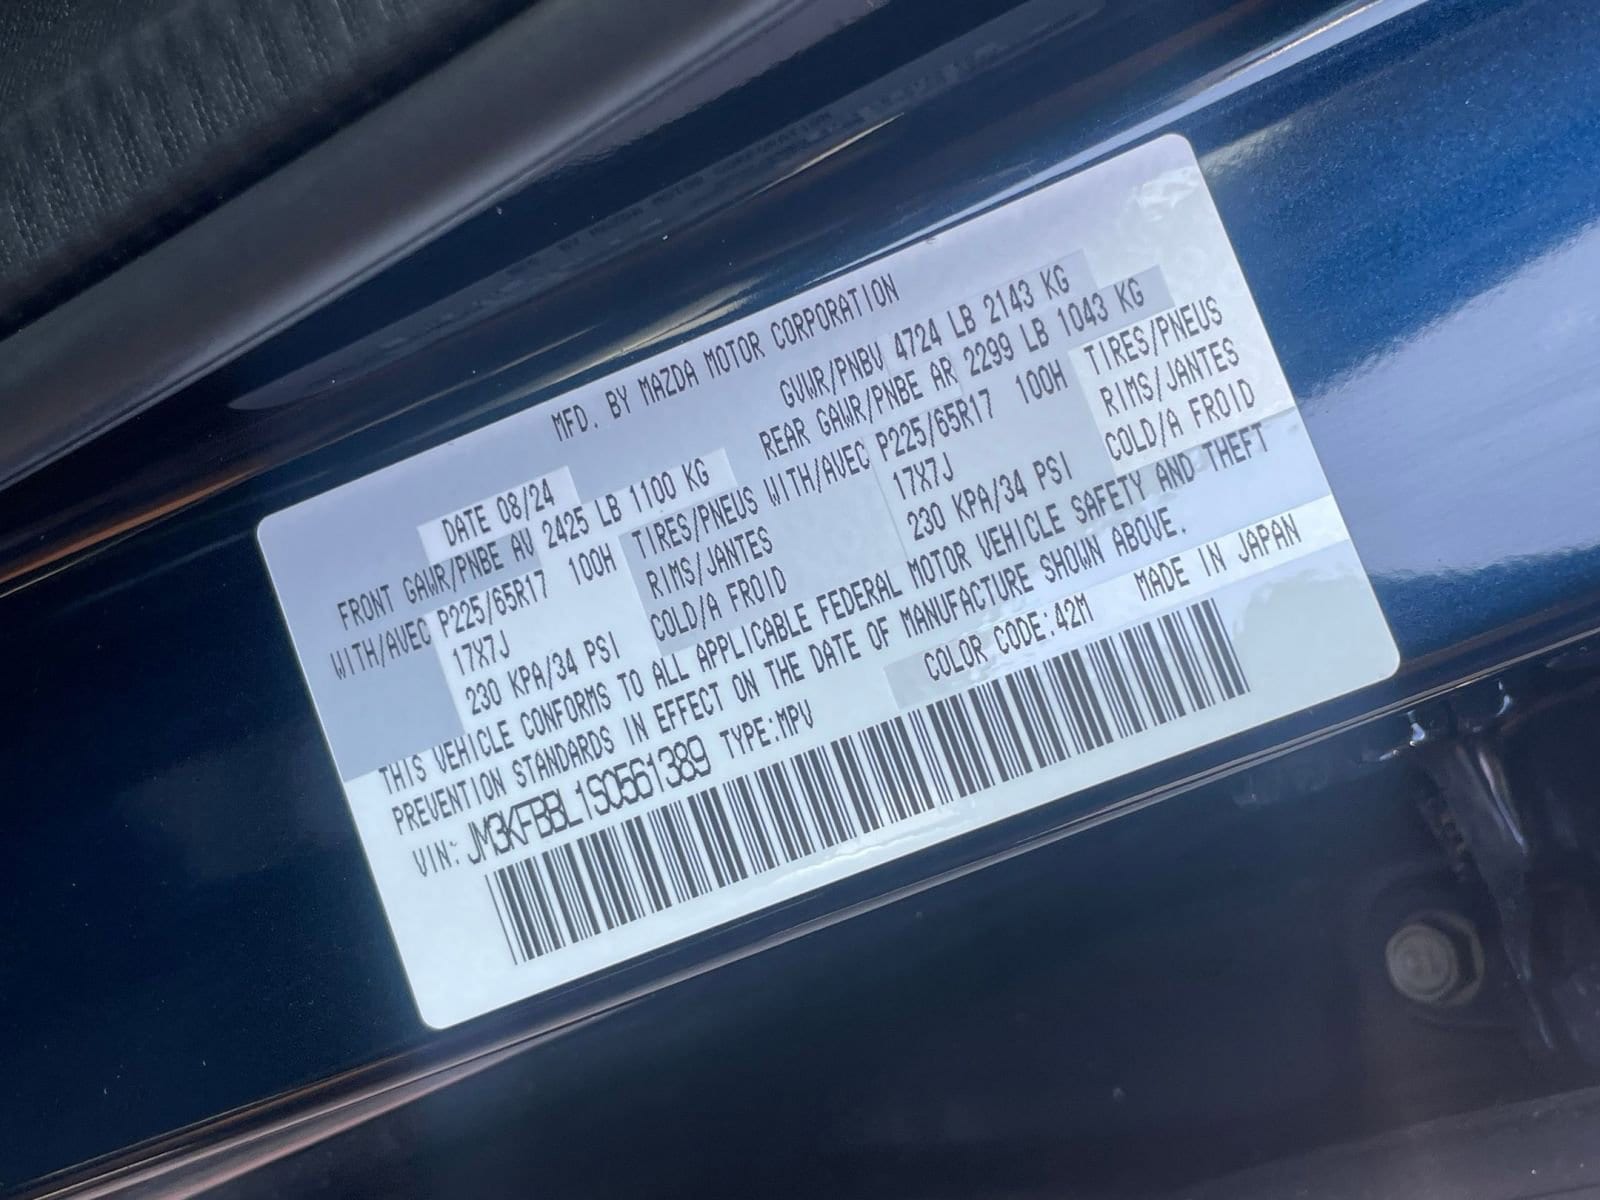 MFD. BY MAZDA MOTOR CORPORATION
DATE 08/24 GVWR/PNBV 4724 LB 2143 KG
FRONT GAWR/PNBE AV 2425 LB 1100 KG REAR GAWR/PNBE AR 2299 LB 1043 KG
WITH/AVEC P225/65R17 100H TIRES/PNEUS WITH/AVEC P225/65R17 100H TIRES/PNEUS
17X7J RIMS/JANTES 17X7J RIMS/JANTES
230 KPA/34 PSI COLD/A FROID 230 KPA/34 PSI COLD/A FROID
THIS VEHICLE CONFORMS TO ALL APPLICABLE FEDERAL MOTOR VEHICLE SAFETY AND THEFT
PREVENTION STANDARDS IN EFFECT ON THE DATE OF MANUFACTURE SHOWN ABOVE.
VIN: JM3KFBBL1S0561389 TYPE:MPV COLOR CODE:42M MADE IN JAPAN